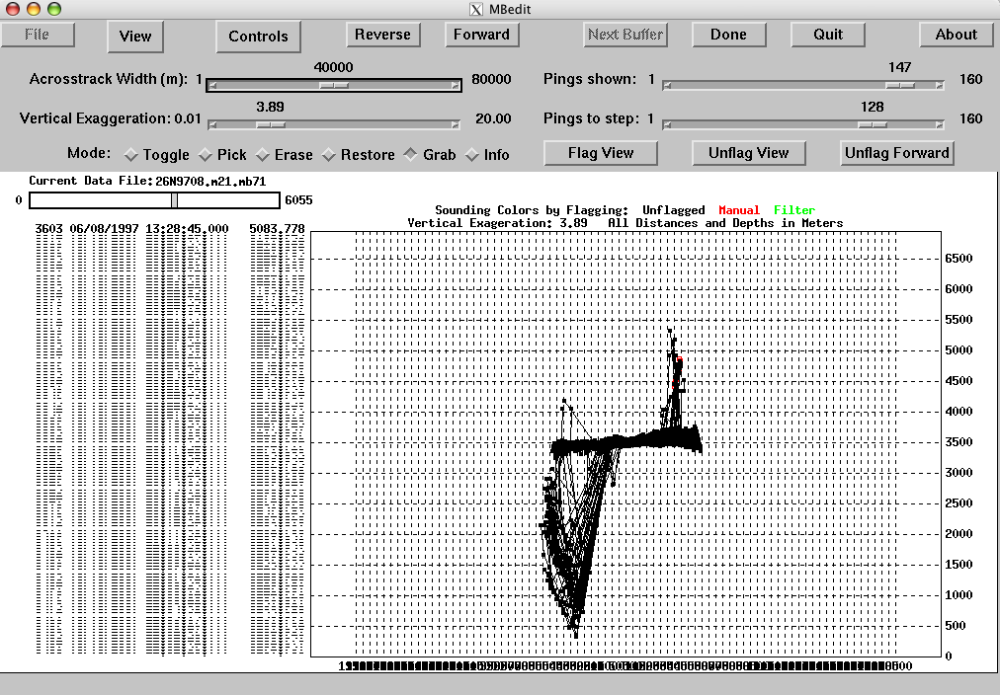 MBedit
File View Controls Reverse Forward Next Buffer Done Quit About
40000 147
Acrosstrack Width (m): 1 80000 Pings shown: 1 160
3.89 128
Vertical Exaggeration: 0.01 20.00 Pings to step: 1 160
Mode: Toggle Pick Erase Restore Grab Info Flag View Unflag View Unflag Forward
Current Data File:26N9708.m21.mb71
0 6055
Sounding Colors by Flagging: Unflagged Manual Filter
Vertical Exageration: 3.89 All Distances and Depths in Meters
3603 06/08/1997 13:28:45.000 5083.778
6500
6000
5500
5000
4500
4000
3500
3000
2500
2000
1500
1000
500
0